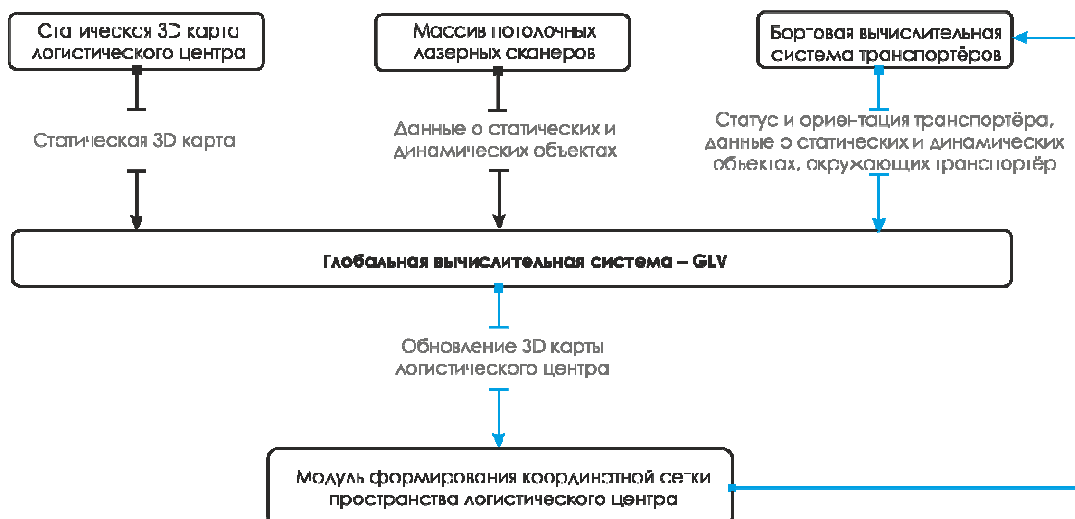 Статическая 3D карта
логистического центра
Массив потолочных
лазерных сканеров
Бортовая вычислительная
система транспортёров
Статическая 3D карта
Данные о статических и
динамических объектах
Статус и ориентация транспортёра,
данные о статических и динамических
объектах, окружающих транспортёр
Глобальная вычислительная система – GLV
Обновление 3D карты
логистического центра
Модуль формирования координатной сетки
пространства логистического центра